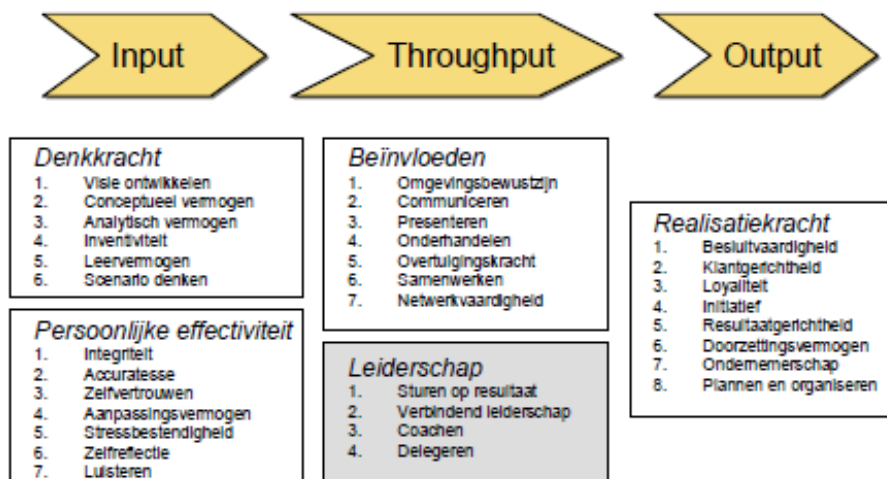 Input
Throughput
Output
Denkkracht
1. Visie ontwikkelen
2. Conceptueel vermogen
3. Analytisch vermogen
4. Inventiviteit
5. Leervermogen
6. Scenario denken
Persoonlijke effectiviteit
1. Integriteit
2. Accuratesse
3. Zelfvertrouwen
4. Aanpassingsvermogen
5. Stressbestendigheid
6. Zelfreflectie
7. Luisteren
Beïnvloeden
1. Omgevingsbewustzijn
2. Communiceren
3. Presenteren
4. Onderhandelen
5. Overtuigingskracht
6. Samenwerken
7. Netwerkvaardigheid
Leiderschap
1. Sturen op resultaat
2. Verbindend leiderschap
3. Coachen
4. Delegeren
Realisatiekracht
1. Besluitvaardigheid
2. Klantgerichtheid
3. Loyaliteit
4. Initiatief
5. Resultaatgerichtheid
6. Doorzettingsvermogen
7. Ondernemerschap
8. Plannen en organiseren